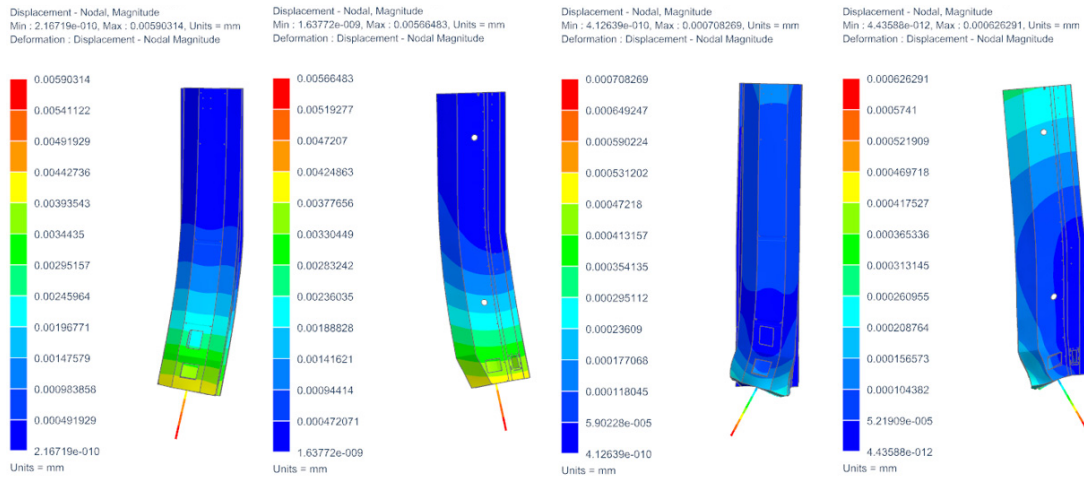 Displacement - Nodal, Magnitude
Min : 2.16719e-010, Max : 0.00590314, Units = mm
Deformation : Displacement - Nodal Magnitude
0.00590314
0.00541122
0.00491929
0.00442736
0.00393543
0.0034435
0.00295157
0.00245964
0.00196771
0.00147579
0.000983858
0.000491929
2.16719e-010
Units = mm
Displacement - Nodal, Magnitude
Min : 1.63772e-009, Max : 0.00566483, Units = mm
Deformation : Displacement - Nodal Magnitude
0.00566483
0.00519277
0.0047207
0.00424863
0.00377656
0.00330449
0.00283242
0.00236035
0.00188828
0.00141621
0.00094414
0.000472071
1.63772e-009
Units = mm
Displacement - Nodal, Magnitude
Min : 4.12639e-010, Max : 0.000708269, Units = mm
Deformation : Displacement - Nodal Magnitude
0.000708269
0.000649247
0.000590224
0.000531202
0.00047218
0.000413157
0.000354135
0.000295112
0.00023609
0.000177068
0.000118045
5.90228e-005
4.12639e-010
Units = mm
Displacement - Nodal, Magnitude
Min : 4.43588e-012, Max : 0.000626291, Units = mm
Deformation : Displacement - Nodal Magnitude
0.000626291
0.0005741
0.000521909
0.000469718
0.000417527
0.000365336
0.000313145
0.000260955
0.000208764
0.000156573
0.000104382
5.21909e-005
4.43588e-012
Units = mm